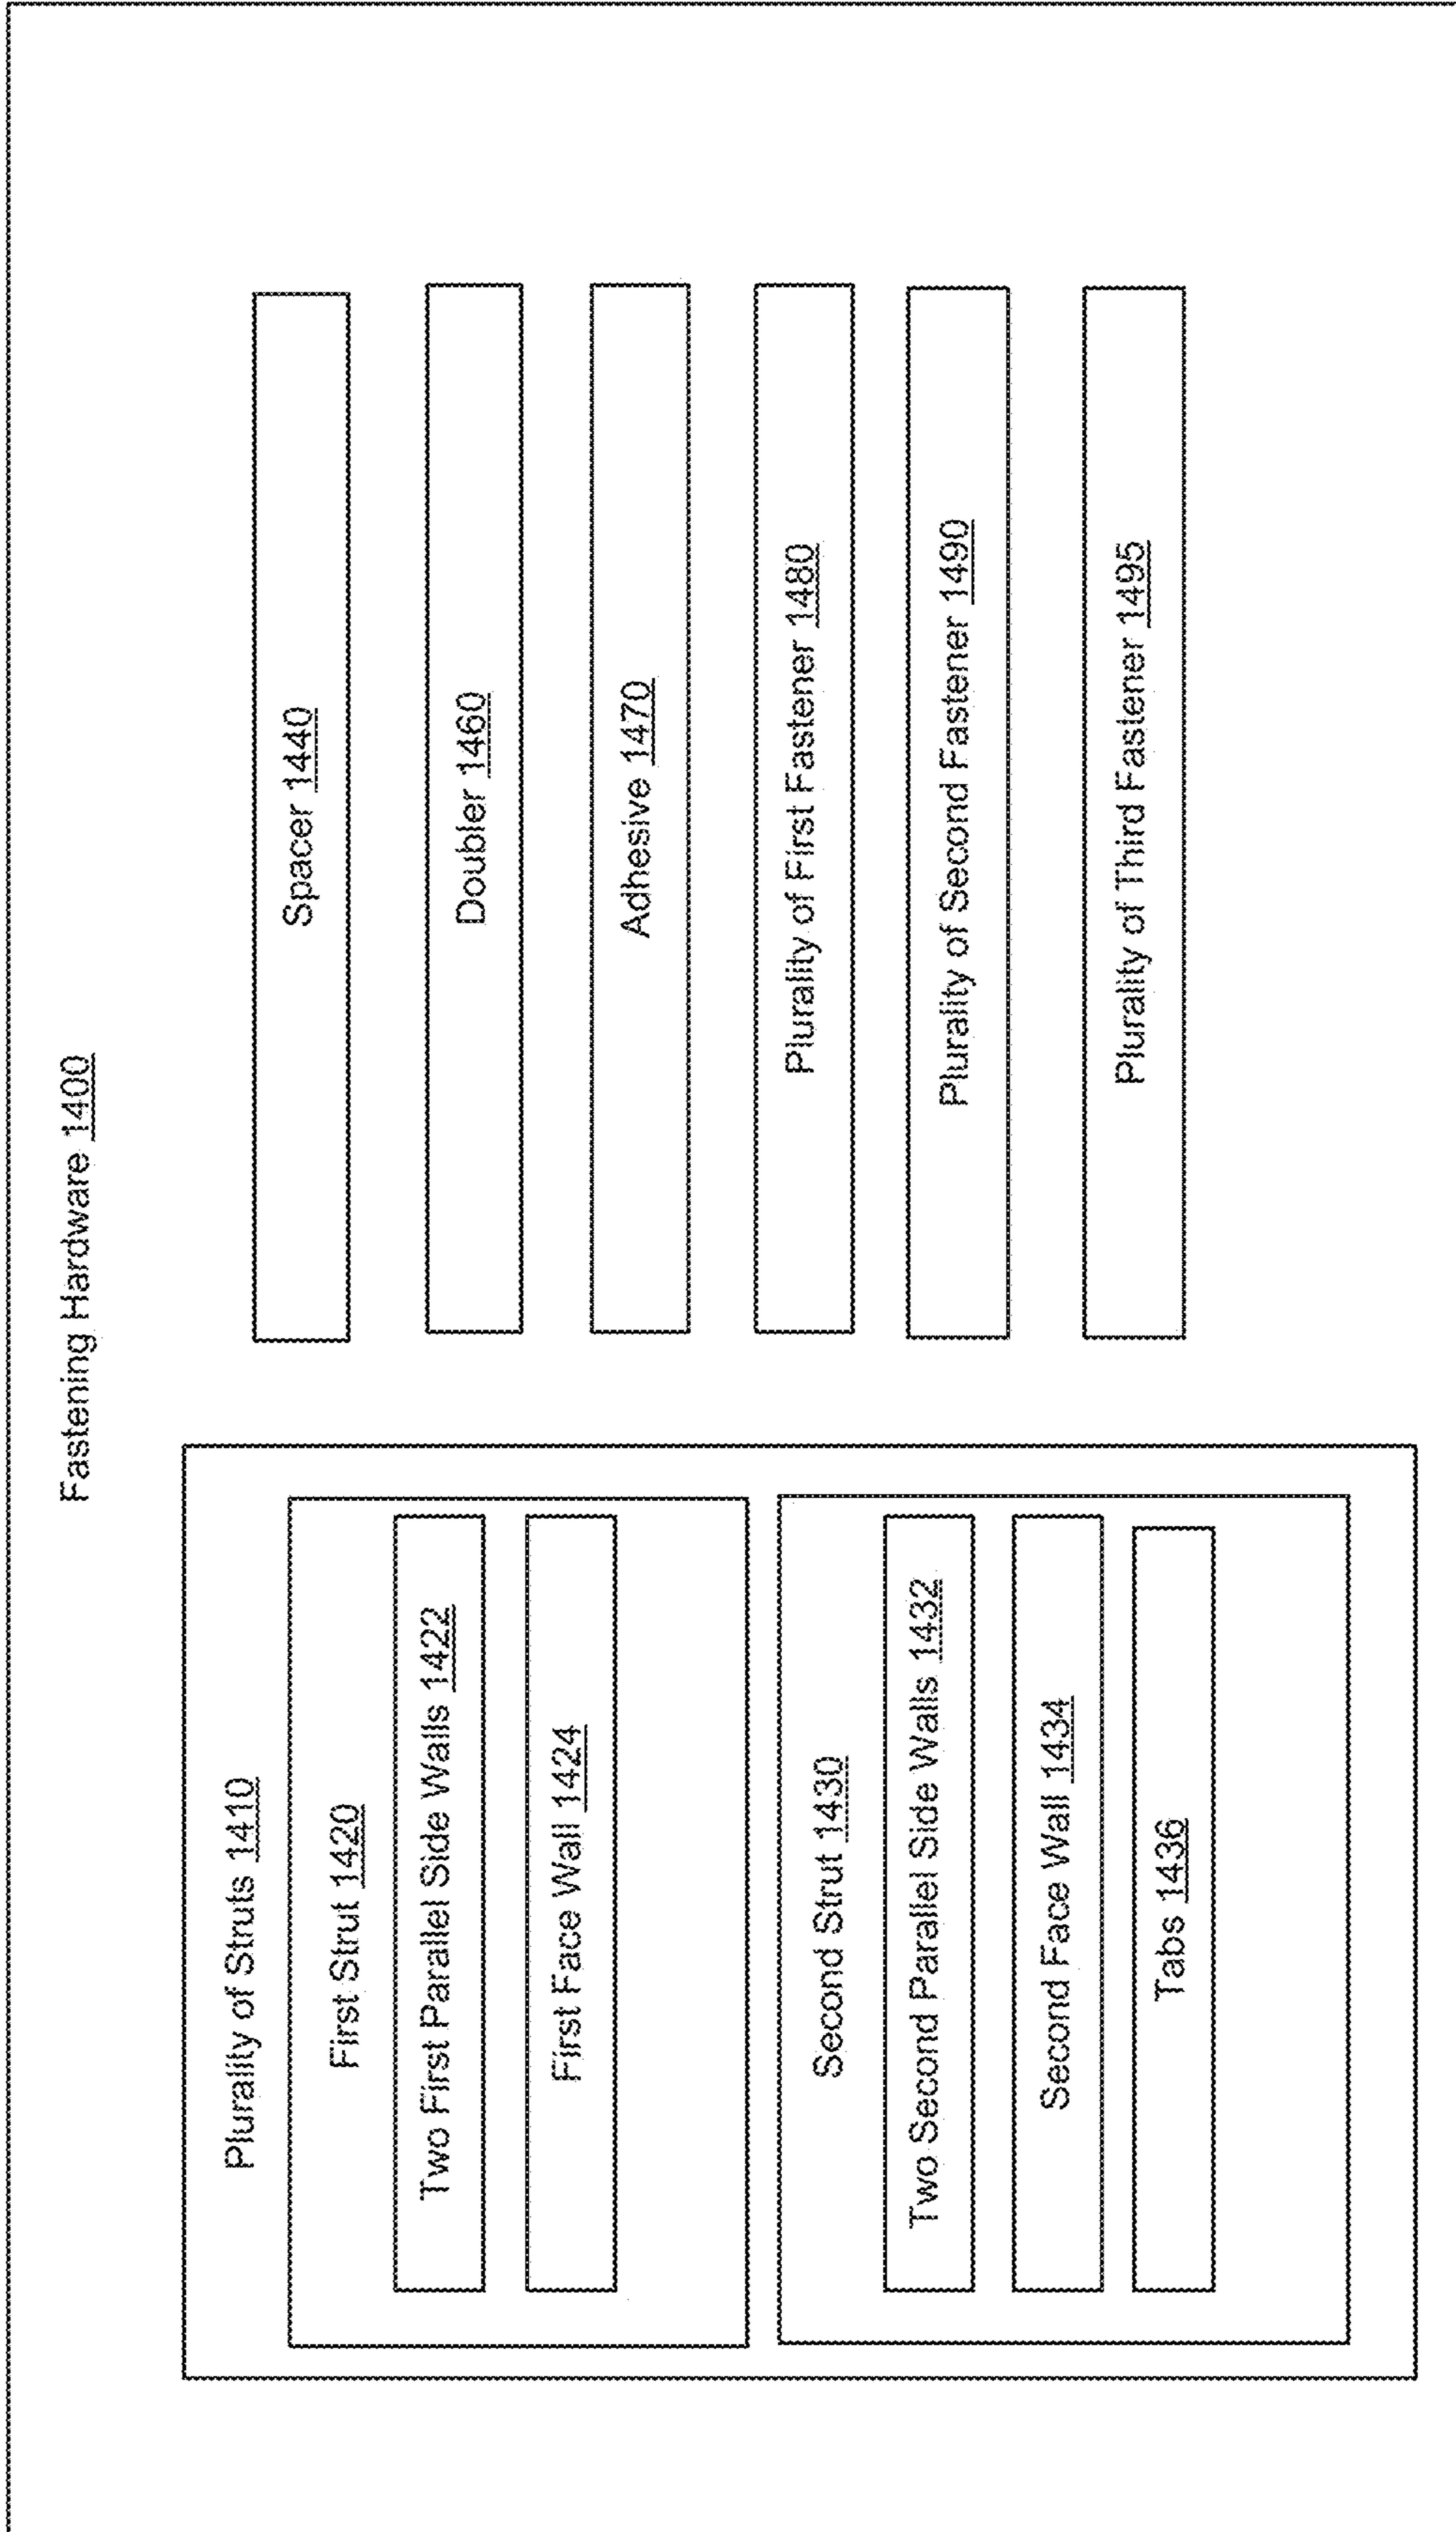 Fastening Hardware 1400
Plurality of Struts 1410
First Strut 1420
Two First Parallel Side Walls 1422
First Face Wall 1424
Second Strut 1430
Two Second Parallel Side Walls 1432
Second Face Wall 1434
Tabs 1436
Spacer 1440
Doubler 1460
Adhesive 1470
Plurality of First Fastener 1480
Plurality of Second Fastener 1490
Plurality of Third Fastener 1495